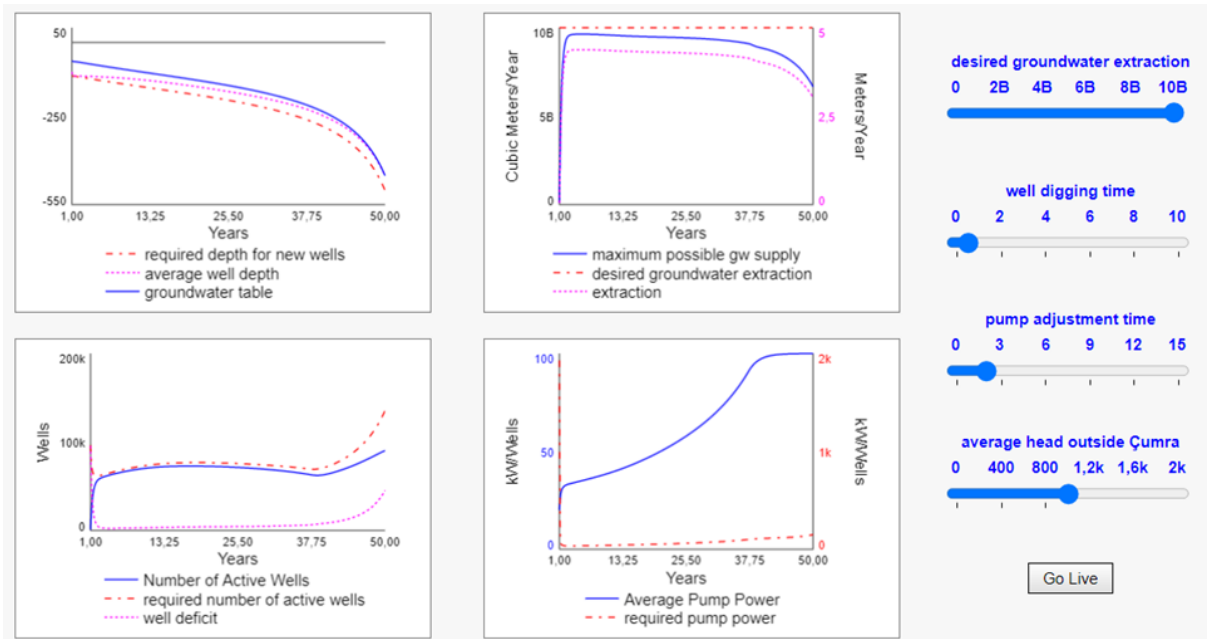 50
-250
-550
1,00 13,25 25,50 37,75 50,00
Years
required depth for new wells
average well depth
groundwater table
Cubic Meters/Year
10B
5B
0
5
2,5
0
Meters/Year
1,00 13,25 25,50 37,75 50,00
Years
maximum possible gw supply
desired groundwater extraction
extraction
desired groundwater extraction
0 2B 4B 6B 8B 10B
well digging time
0 2 4 6 8 10
pump adjustment time
0 3 6 9 12 15
average head outside Çumra
0 400 800 1,2k 1,6k 2k
Go Live
Wells
200k
100k
0
1,00 13,25 25,50 37,75 50,00
Years
Number of Active Wells
required number of active wells
well deficit
kW/Wells
100
50
0
2k
1k
0
kW/Wells
1,00 13,25 25,50 37,75 50,00
Years
Average Pump Power
required pump power